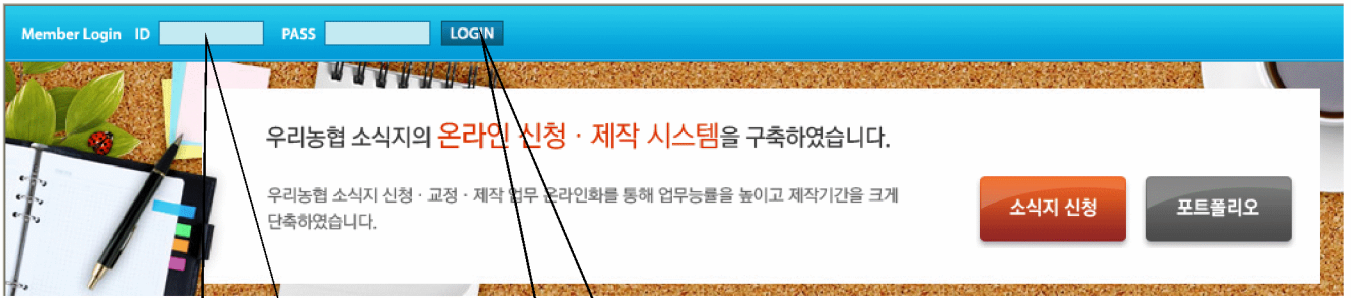 Member Login ID PASS LOGIN
우리농협 소식지의 온라인 신청 · 제작 시스템을 구축하였습니다.
우리농협 소식지 신청 · 교정 · 제작 업무 온라인화를 통해 업무능률을 높이고 제작기간을 크게
단축하였습니다.
소식지 신청 포트폴리오